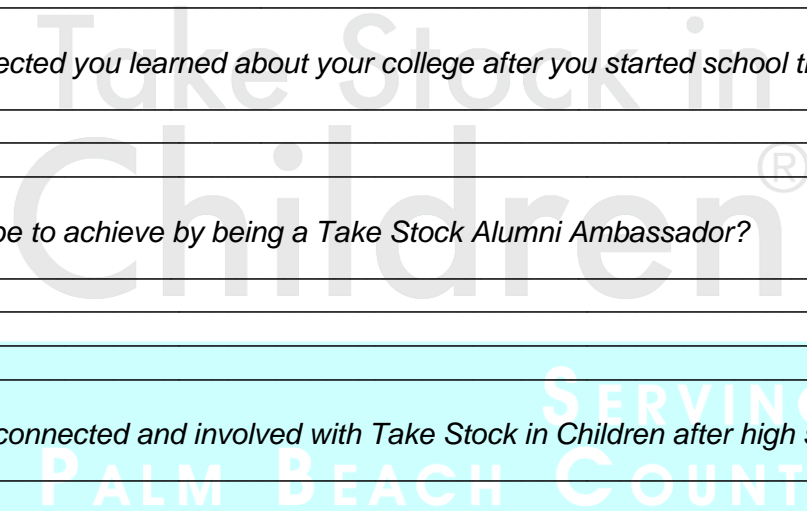 Take Stock in
ected you learned about your college after you started school t
Children®
pe to achieve by being a Take Stock Alumni Ambassador?
SERVING
connected and involved with Take Stock in Children after high
PALM BEACH COUNT